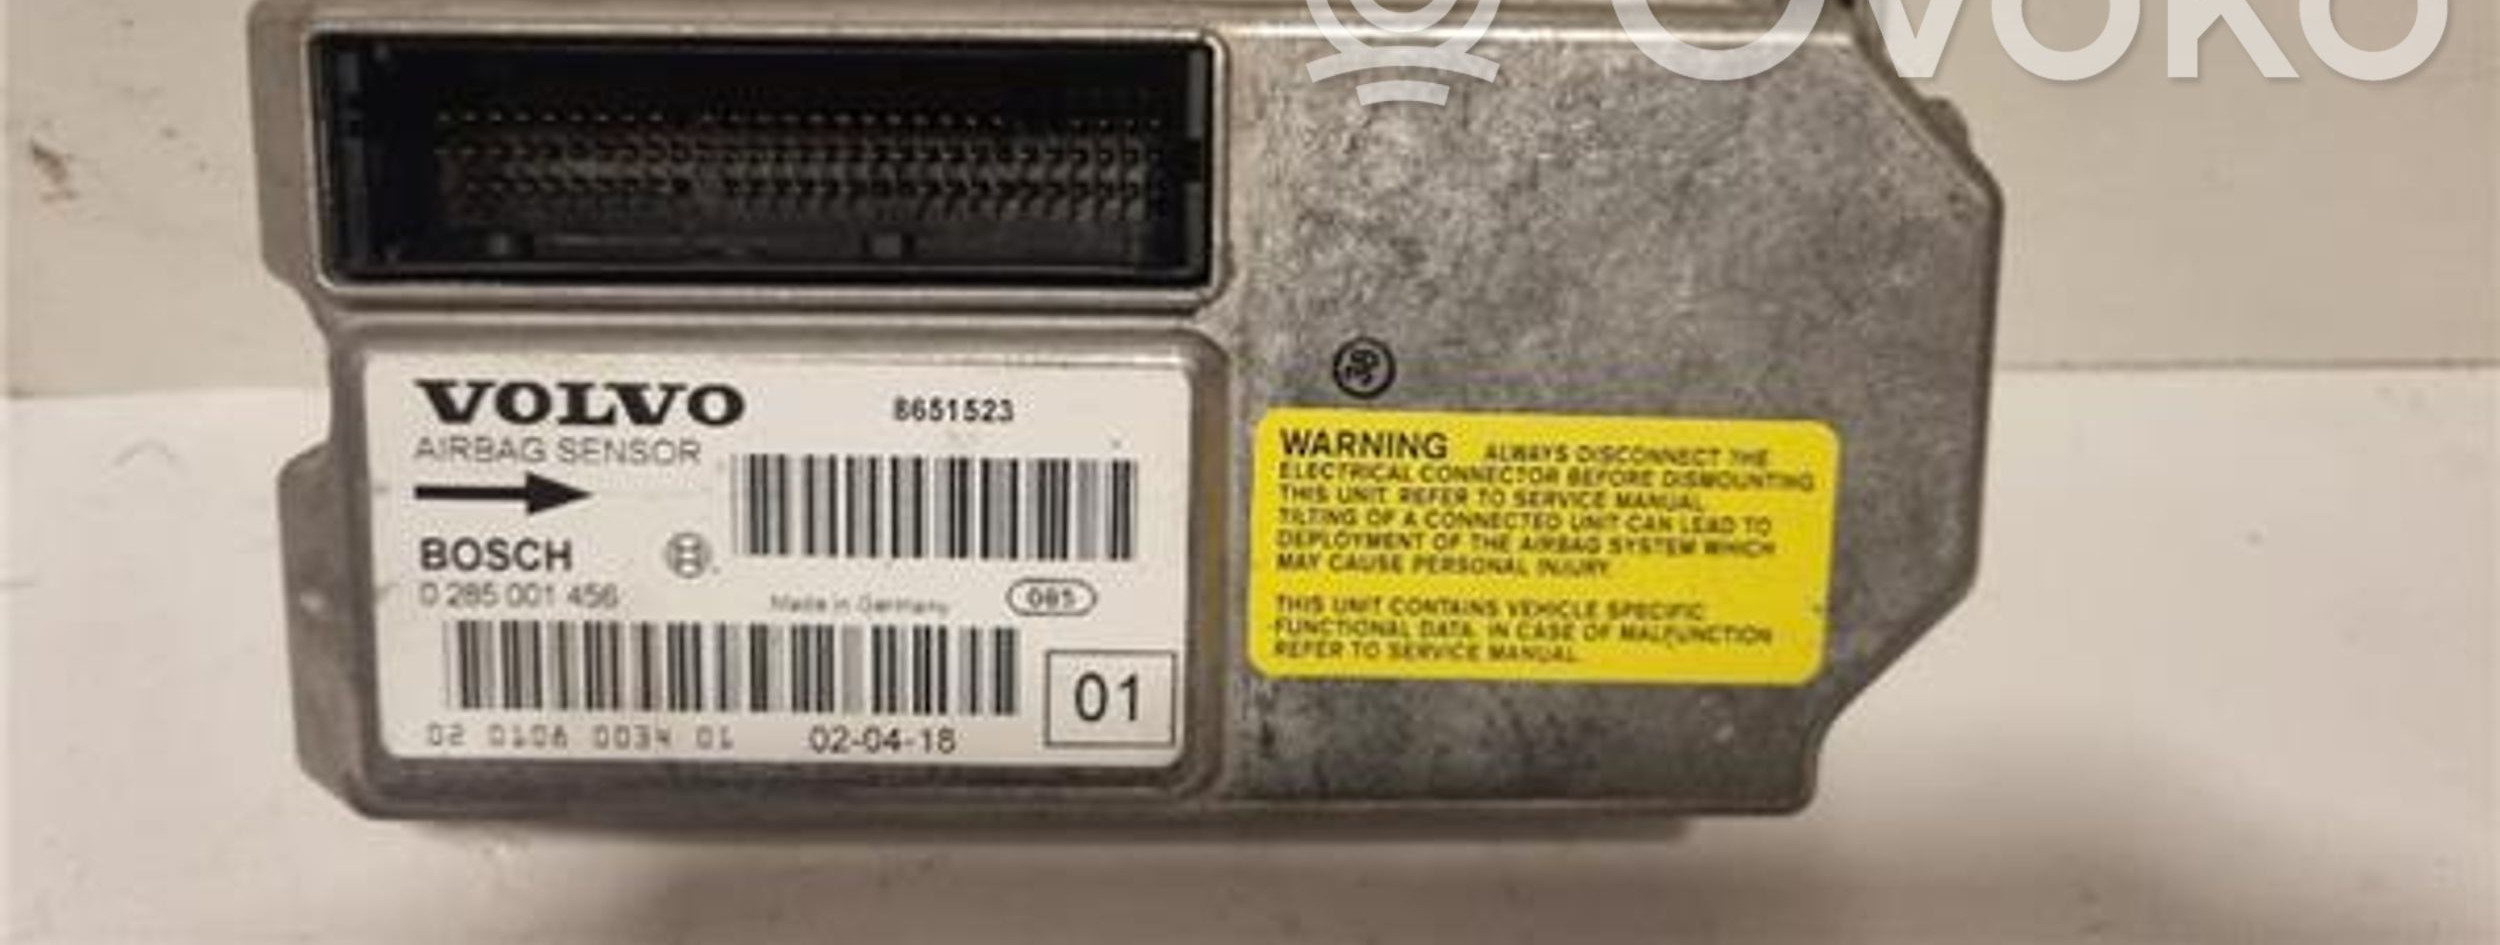 OVOKO
VOLVO
8651523
AIRBAG SENSOR
BOSCH
0 285 001 456
Made in Germany
085
02 0108 0034 01
02-04-18
01
WARNING ALWAYS DISCONNECT THE
ELECTRICAL CONNECTOR BEFORE DISMOUNTING
THIS UNIT. REFER TO SERVICE MANUAL
TILTING OF A CONNECTED UNIT CAN LEAD TO
DEPLOYMENT OF THE AIRBAG SYSTEM WHICH
MAY CAUSE PERSONAL INJURY.
THIS UNIT CONTAINS VEHICLE SPECIFIC
FUNCTIONAL DATA. IN CASE OF MALFUNCTION
REFER TO SERVICE MANUAL.